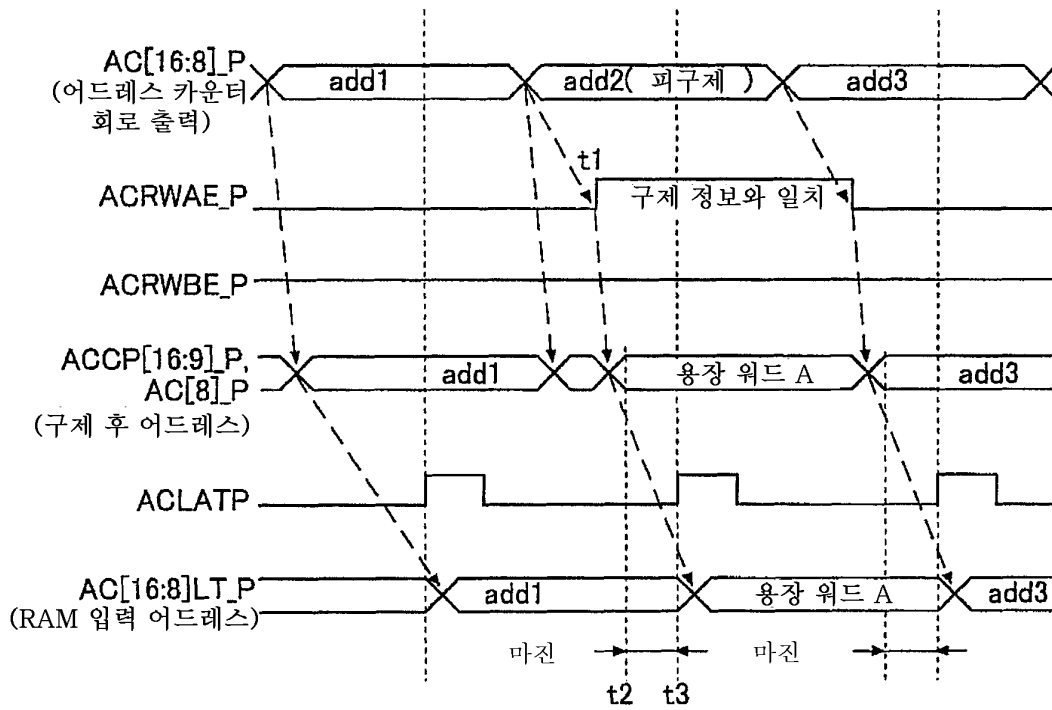 AC[16:8]_P
(어드레스 카운터
회로 출력)
add1
add2( 피구제 )
add3
t1
ACRWAE_P
구제 정보와 일치
ACRWBE_P
ACCP[16:9]_P,
AC[8]_P
(구제 후 어드레스)
add1
용장 워드 A
add3
ACLATP
AC[16:8]LT_P
(RAM 입력 어드레스)
add1
용장 워드 A
add3
마진
마진
t2
t3